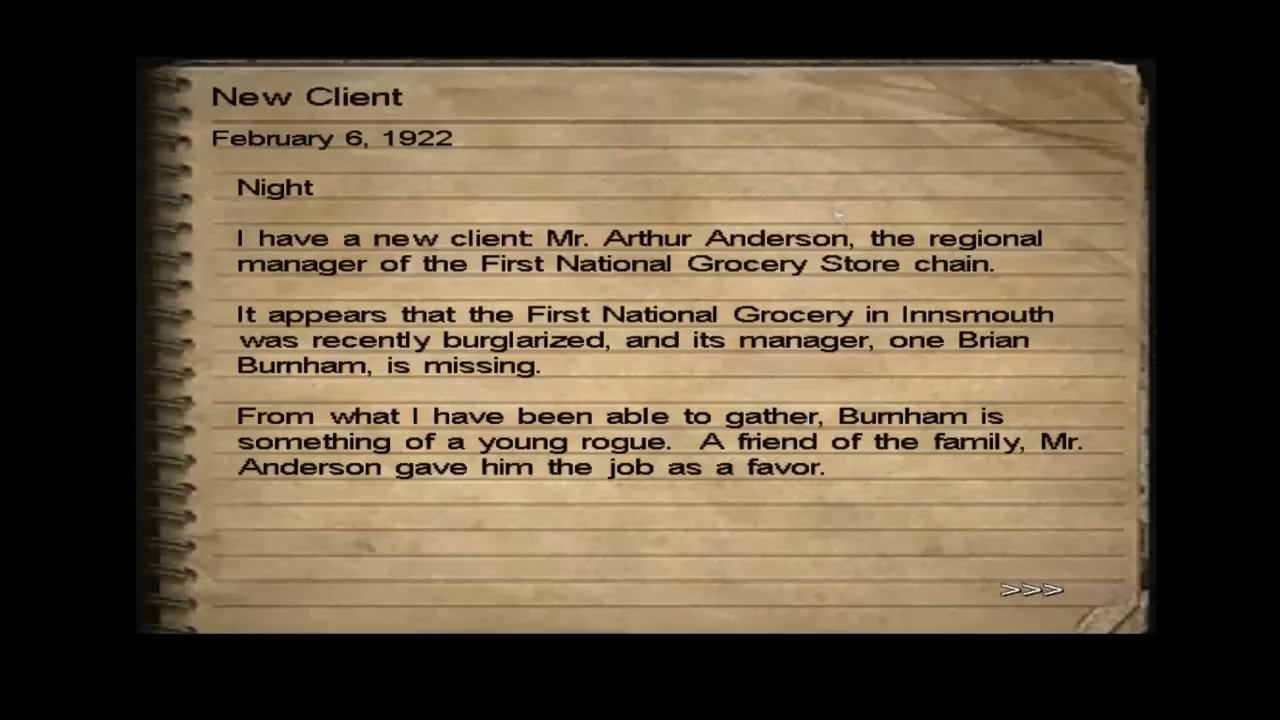 New Client
February 6, 1922
Night
I have a new client: Mr. Arthur Anderson, the regional
manager of the First National Grocery Store chain.
It appears that the First National Grocery in Innsmouth
was recently burglarized, and its manager, one Brian
Burnham, is missing.
From what I have been able to gather, Burnham is
something of a young rogue.  A friend of the family, Mr.
Anderson gave him the job as a favor.
>>>